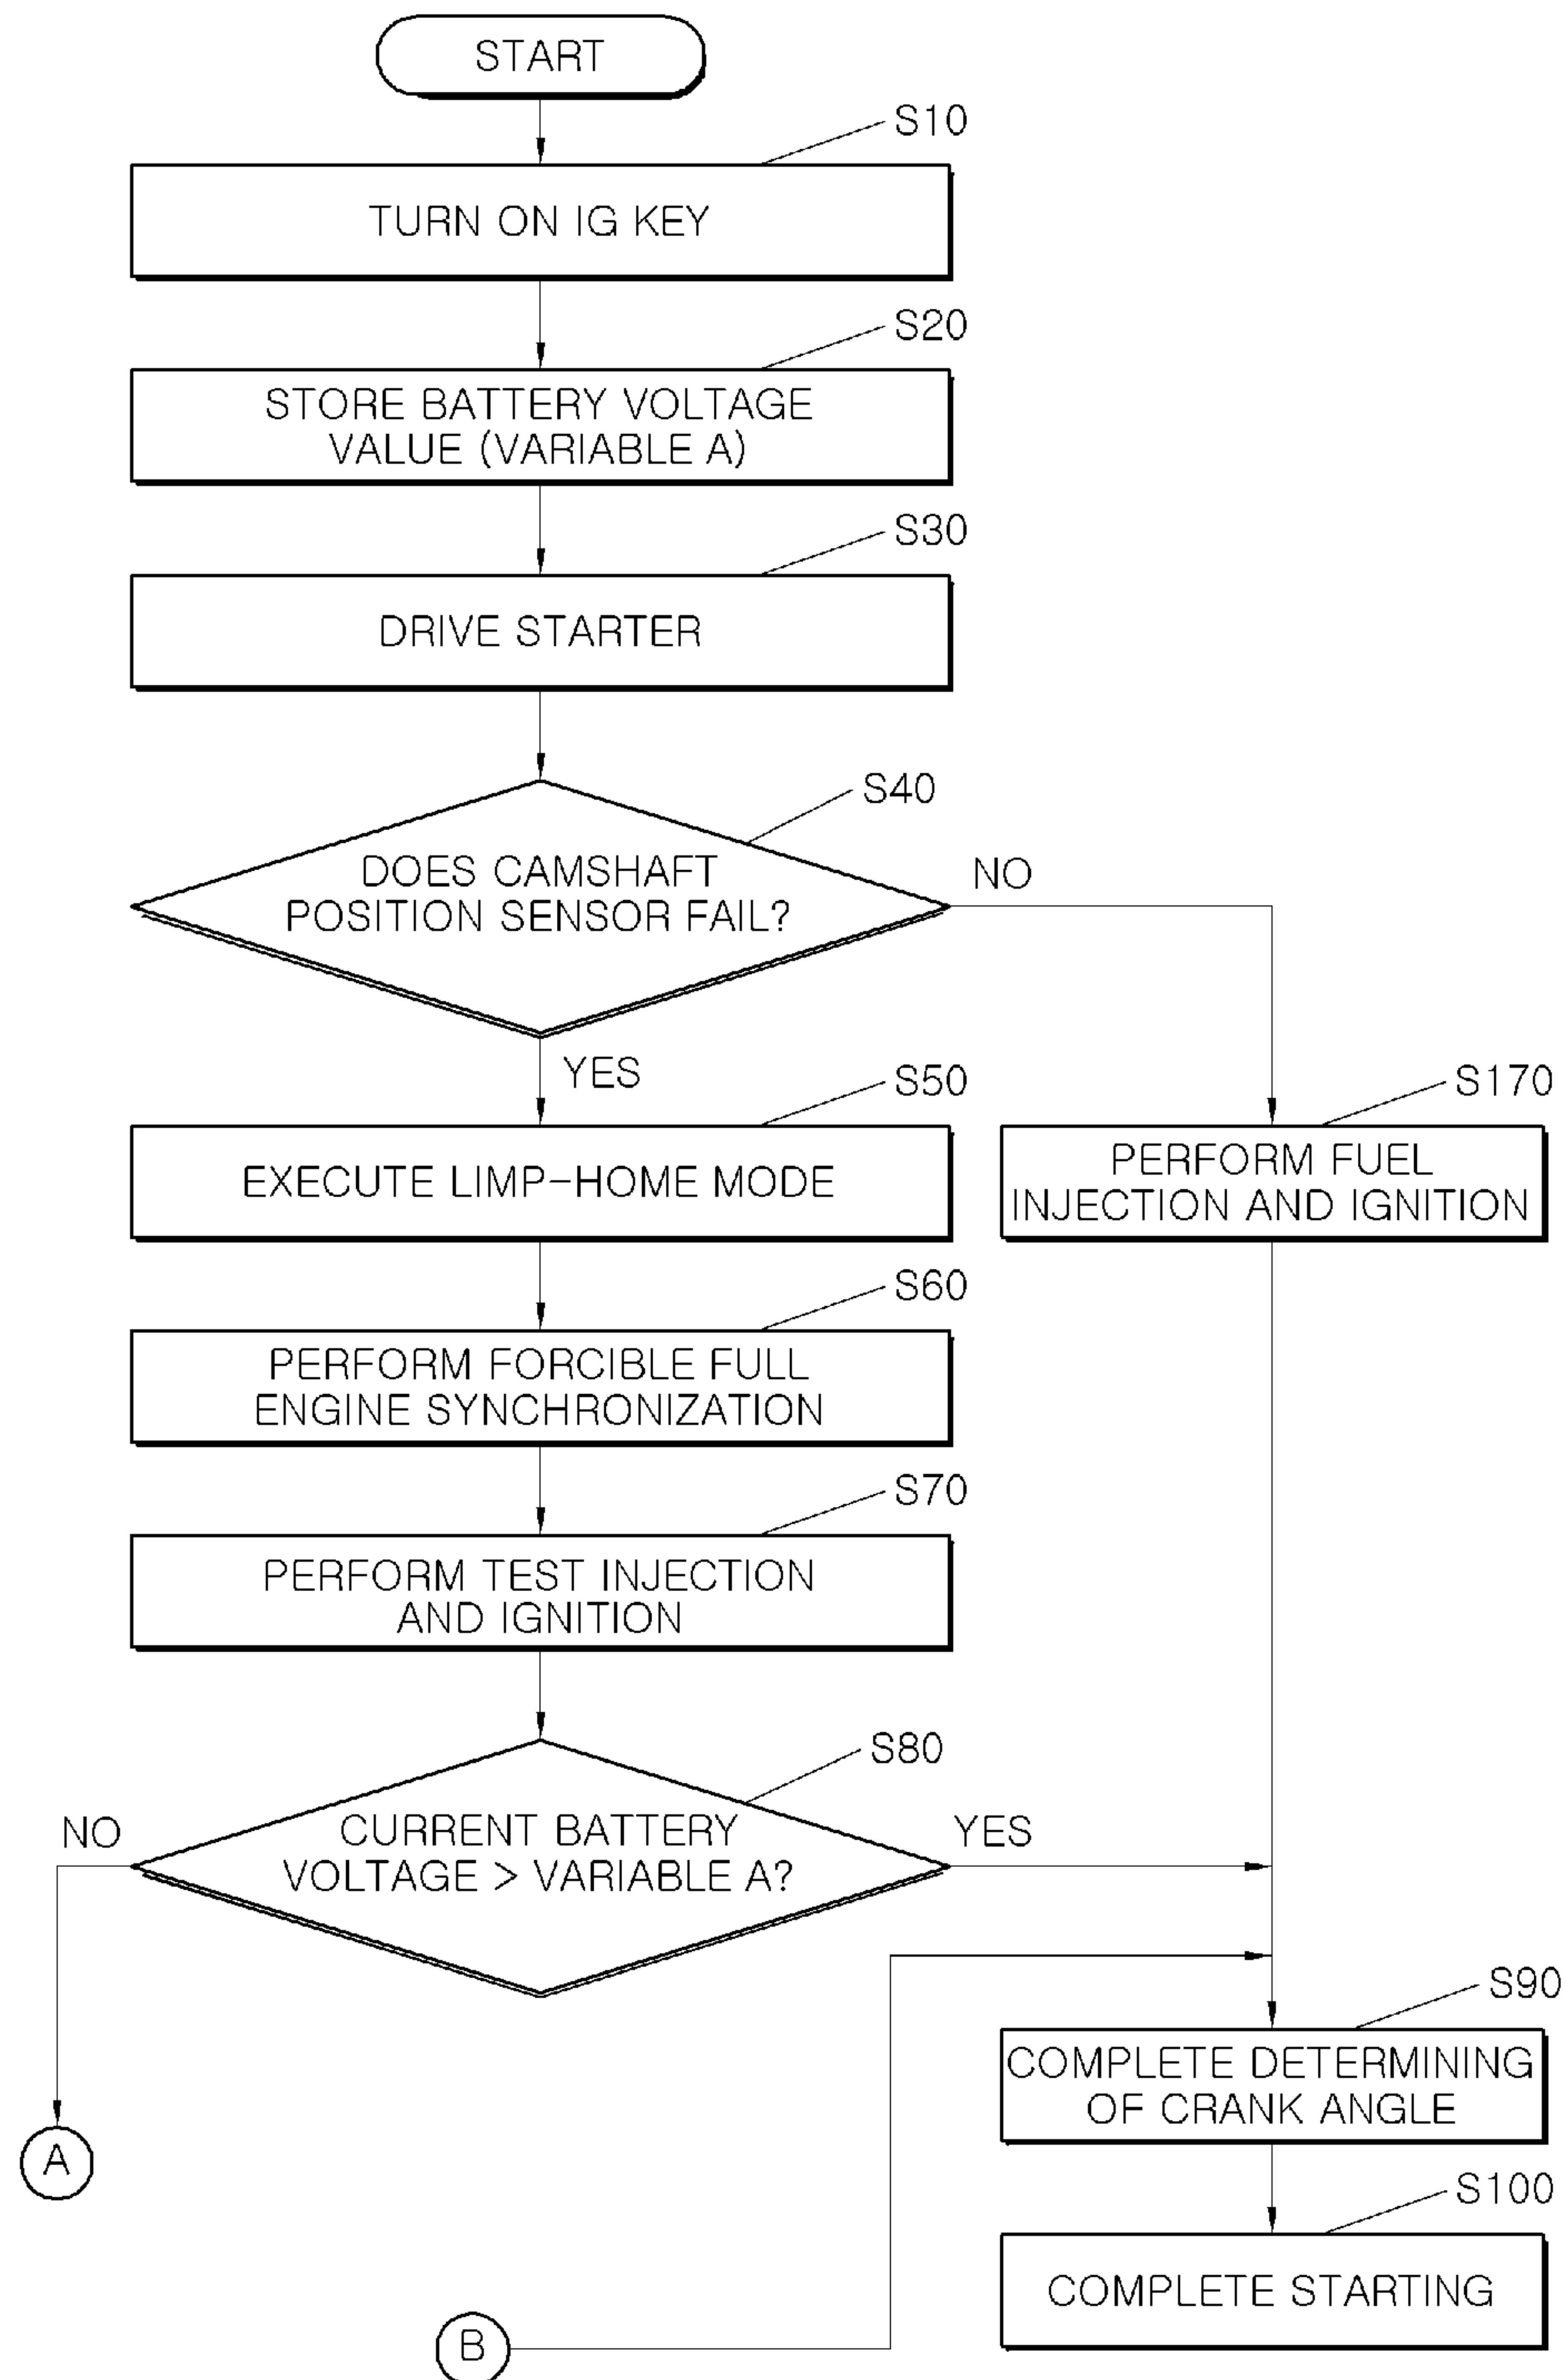 START
S10
TURN ON IG KEY
S20
STORE BATTERY VOLTAGE
VALUE (VARIABLE A)
S30
DRIVE STARTER
S40
DOES CAMSHAFT
POSITION SENSOR FAIL?
NO
YES
S50
EXECUTE LIMP-HOME MODE
S170
PERFORM FUEL
INJECTION AND IGNITION
S60
PERFORM FORCIBLE FULL
ENGINE SYNCHRONIZATION
S70
PERFORM TEST INJECTION
AND IGNITION
S80
NO
CURRENT BATTERY
VOLTAGE > VARIABLE A?
YES
S90
COMPLETE DETERMINING
OF CRANK ANGLE
A
S100
COMPLETE STARTING
B